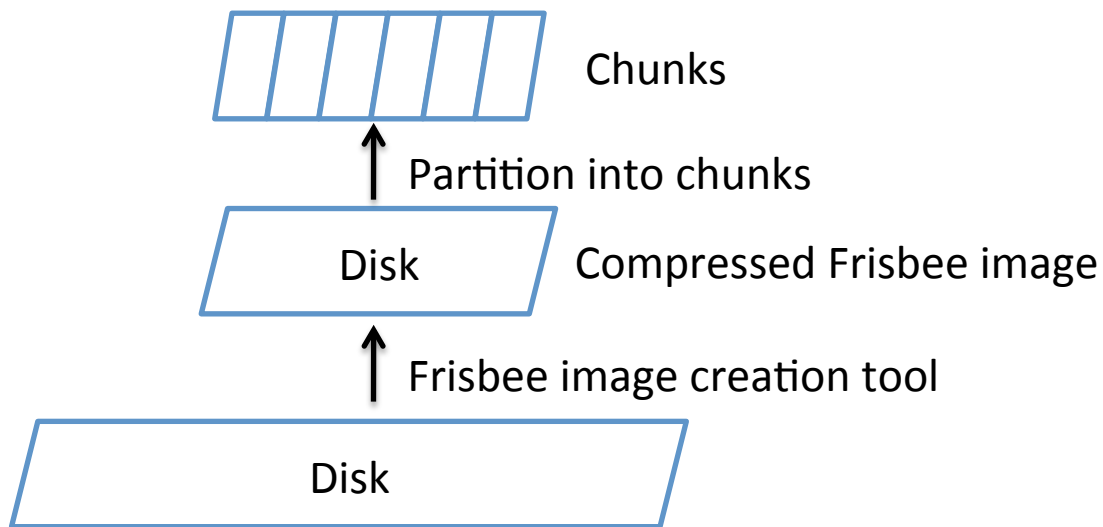 Chunks
Partition into chunks
Disk
Compressed Frisbee image
Frisbee image creation tool
Disk